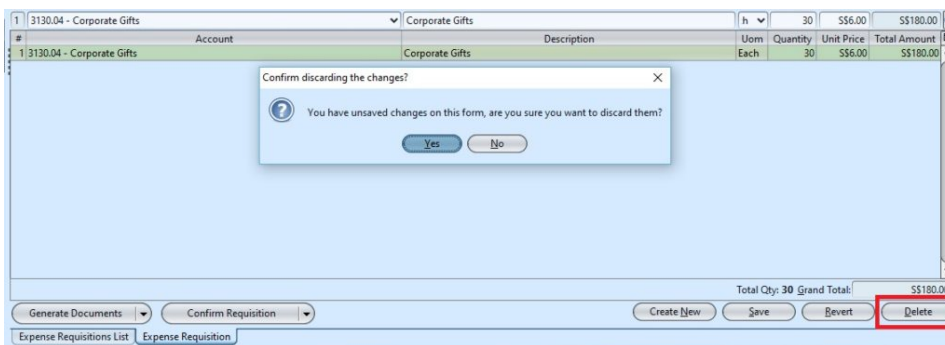 1 3130.04 - Corporate Gifts Corporate Gifts h 30 S$6.00 S$180.00
# Account Description Uom Quantity Unit Price Total Amount
1 3130.04 - Corporate Gifts Corporate Gifts Each 30 S$6.00 S$180.00
Confirm discarding the changes?
You have unsaved changes on this form, are you sure you want to discard them?
Yes No
Total Qty: 30 Grand Total: S$180.00
Generate Documents Confirm Requisition Create New Save Revert Delete
Expense Requisitions List Expense Requisition